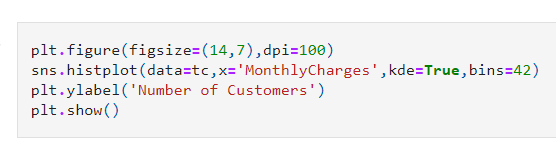 plt.figure(figsize=(14,7),dpi=100)
sns.histplot(data=tc,x='MonthlyCharges',kde=True,bins=42)
plt.ylabel('Number of Customers')
plt.show()